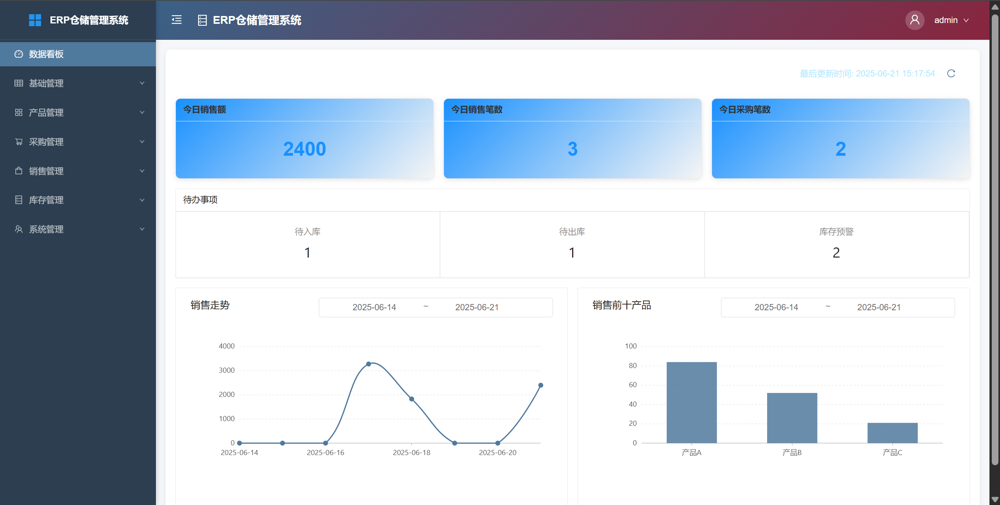 ERP仓储管理系统
数据看板
基础管理
产品管理
采购管理
销售管理
库存管理
系统管理
ERP仓储管理系统
admin
最后更新时间: 2025-06-21 15:17:54
今日销售额
2400
今日销售笔数
3
今日采购笔数
2
待办事项
待入库
1
待出库
1
库存预警
2
销售走势
2025-06-14 ~ 2025-06-21
4000
3000
2000
1000
0
2025-06-14 2025-06-16 2025-06-18 2025-06-20
销售前十产品
2025-06-14 ~ 2025-06-21
100
80
60
40
20
0
产品A 产品B 产品C